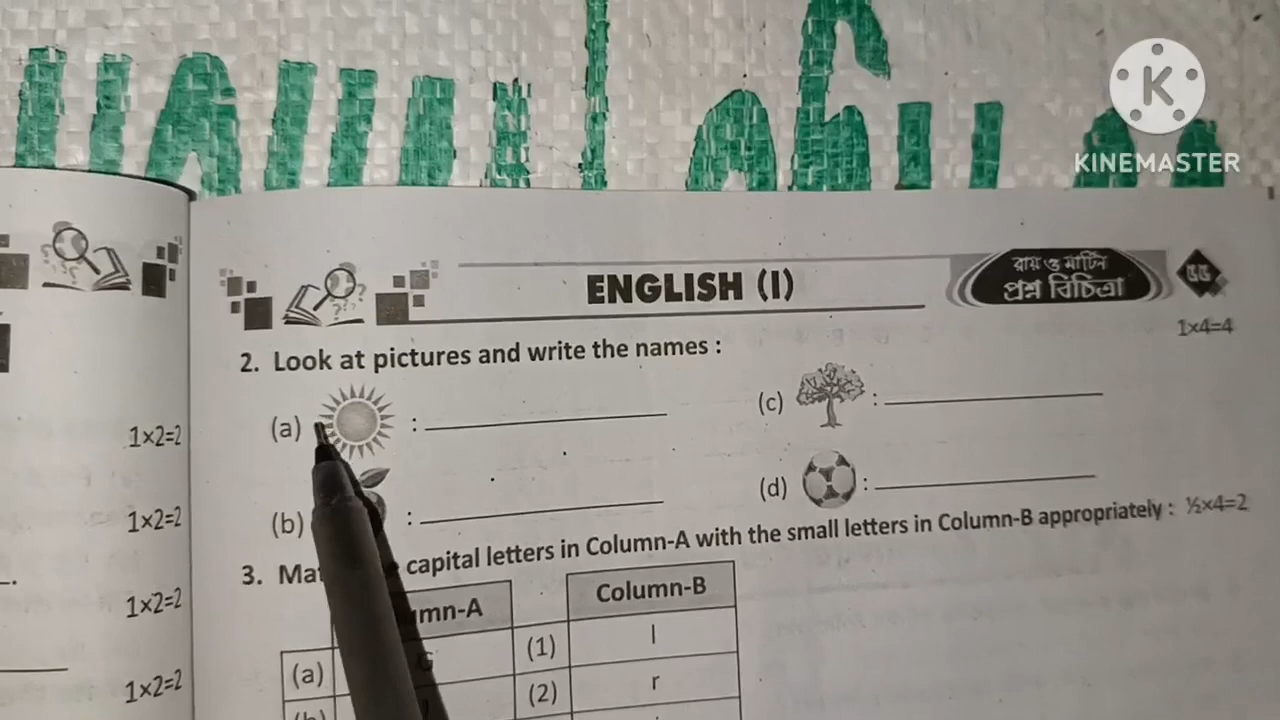 KINEMASTER
ENGLISH (I)
রায় ও মার্টিন
প্রশ্ন বিচিত্রা
৫৫
2. Look at pictures and write the names : 1×4=4
(a) : (c) :
(b) : (d) :
3. capital letters in Column-A with the small letters in Column-B appropriately : ½×4=2
Column-B
(a) G (1) l
(2) r
1×2=2
1×2=2
1×2=2
1×2=2